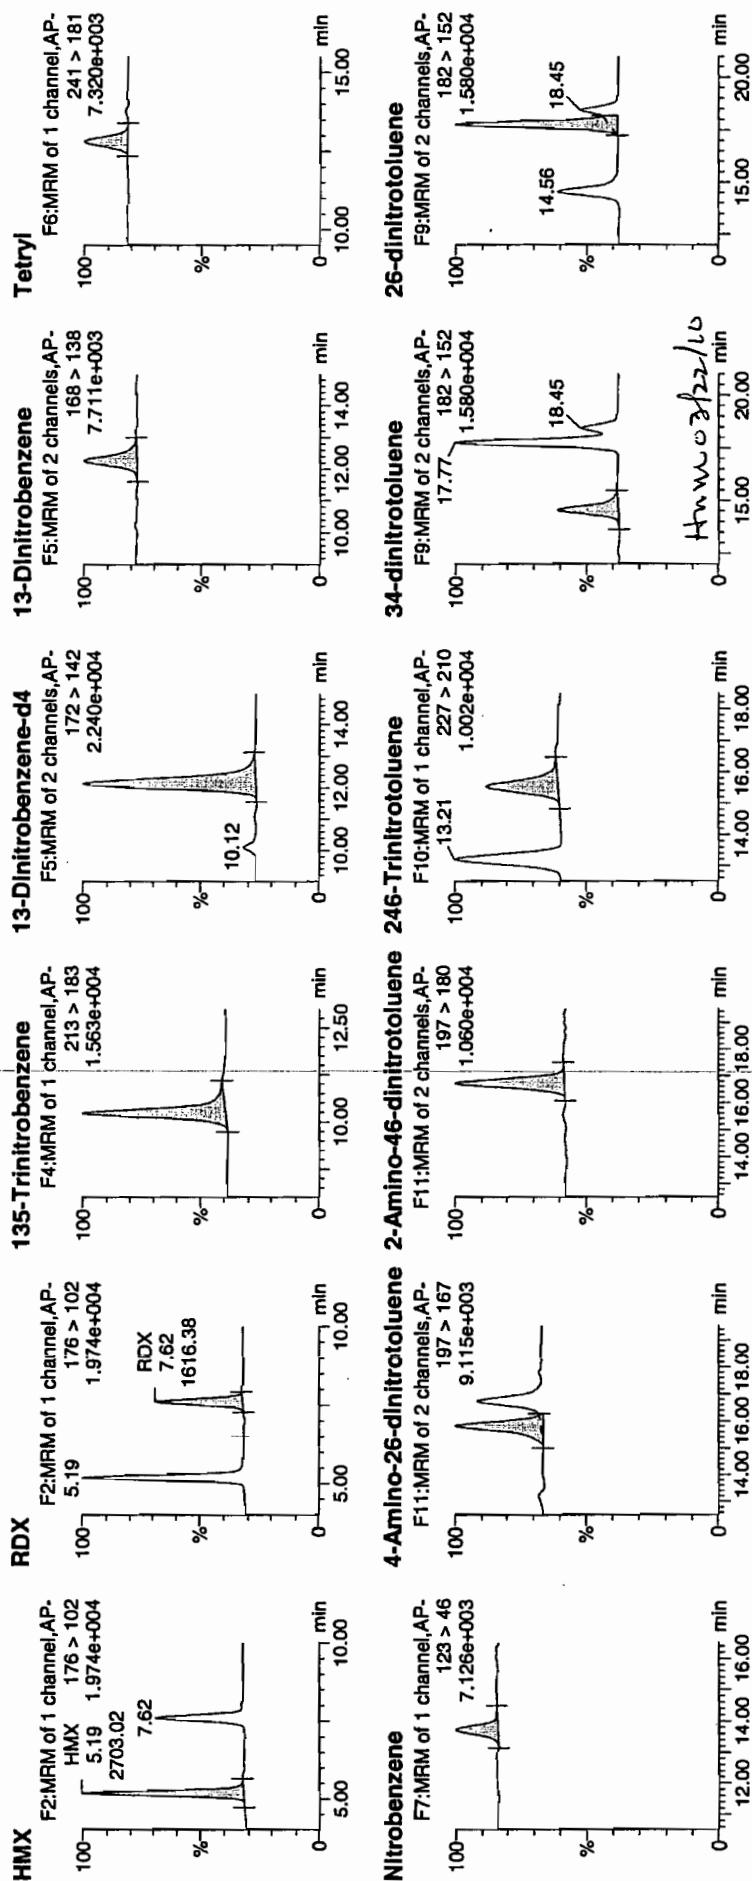 HMX
F2:MRM of 1 channel,AP-
176 > 102
1.974e+004
HMX
5.19
2703.02
7.62
100
%
0
5.00
10.00
min
RDX
F2:MRM of 1 channel,AP-
176 > 102
1.974e+004
5.19
RDX
7.62
1616.38
100
%
0
5.00
10.00
min
135-Trinitrobenzene
F4:MRM of 1 channel,AP-
213 > 183
1.563e+004
100
%
0
10.00
12.50
min
13-Dinitrobenzene-d4
F5:MRM of 2 channels,AP-
172 > 142
2.240e+004
10.12
100
%
0
10.00
12.00
14.00
min
13-Dinitrobenzene
F5:MRM of 2 channels,AP-
168 > 138
7.711e+003
100
%
0
10.00
12.00
14.00
min
Tetryl
F6:MRM of 1 channel,AP-
241 > 181
7.320e+003
100
%
0
10.00
15.00
min
Nitrobenzene
F7:MRM of 1 channel,AP-
123 > 46
7.126e+003
100
%
0
12.00
14.00
16.00
min
4-Amino-26-dinitrotoluene
F11:MRM of 2 channels,AP-
197 > 167
9.115e+003
100
%
0
14.00
16.00
18.00
min
2-Amino-46-dinitrotoluene
F11:MRM of 2 channels,AP-
197 > 180
1.060e+004
100
%
0
14.00
16.00
18.00
min
246-Trinitrotoluene
F10:MRM of 1 channel,AP-
13.21
227 > 210
1.002e+004
100
%
0
14.00
16.00
18.00
min
34-dinitrotoluene
F9:MRM of 2 channels,AP-
17.77
182 > 152
1.580e+004
18.45
100
%
0
15.00
20.00
min
03/22/10
26-dinitrotoluene
F9:MRM of 2 channels,AP-
182 > 152
1.580e+004
14.56
18.45
100
%
0
15.00
20.00
min